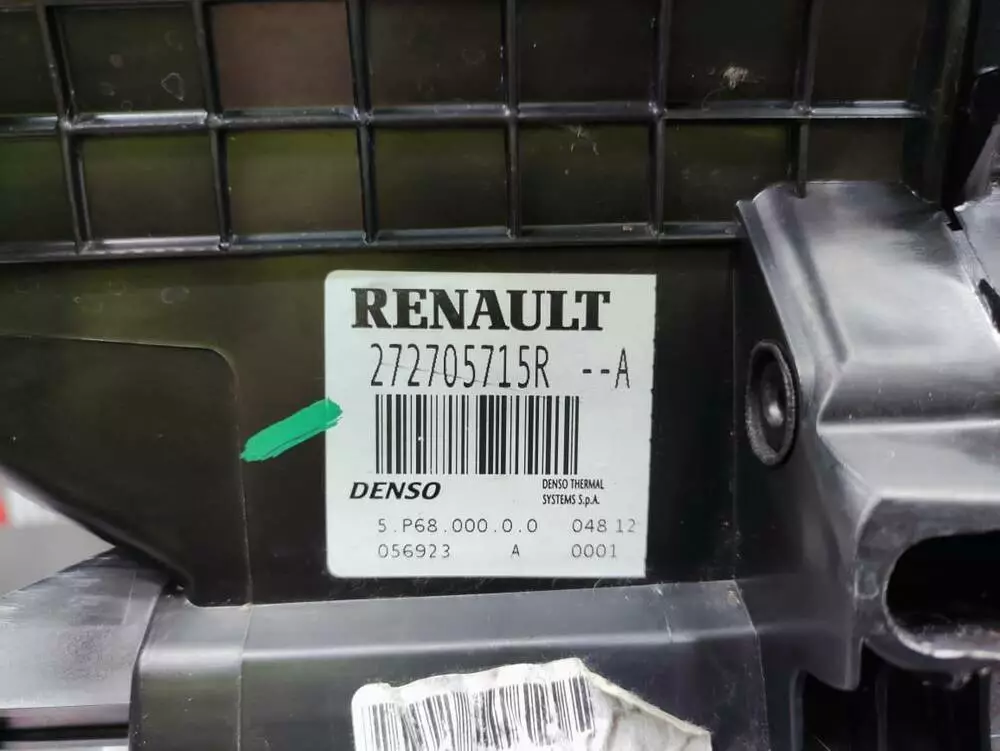 RENAULT
272705715R --A
DENSO
DENSO THERMAL
SYSTEMS S.p.A.
5.P68.000.0.0 048 12
056923 A 0001